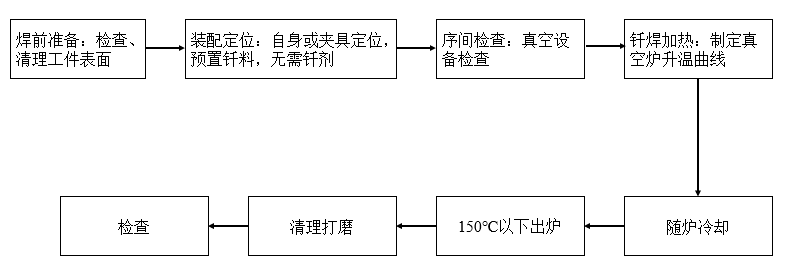 焊前准备：检查、
清理工件表面
装配定位：自身或夹具定位，
预置钎料，无需钎剂
序间检查：真空设
备检查
钎焊加热：制定真
空炉升温曲线
随炉冷却
150℃以下出炉
清理打磨
检查